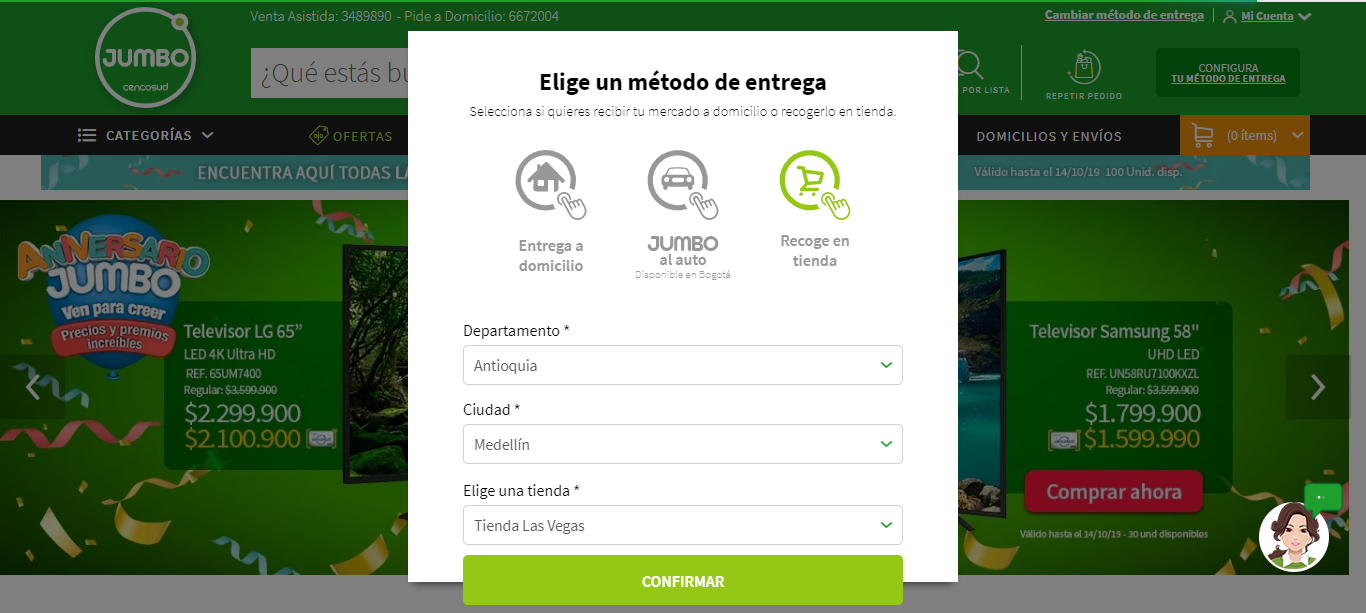 Venta Asistida: 3489890 - Pide a Domicilio: 6672004
Cambiar método de entrega
Mi Cuenta
JUMBO
cencosud
¿Qué estás
POR LISTA
REPETIR PEDIDO
CONFIGURA
TU MÉTODO DE ENTREGA
CATEGORÍAS
OFERTAS
DOMICILIOS Y ENVÍOS
(0 ítems)
ENCUENTRA AQUÍ TODAS
Válido hasta el 14/10/19 100 Unid. disp.
Elige un método de entrega
Selecciona si quieres recibir tu mercado a domicilio o recogerlo en tienda.
Entrega a
domicilio
JUMBO
al auto
Disponible en Bogotá
Recoge en
tienda
Departamento *
Antioquia
Ciudad *
Medellín
Elige una tienda *
Tienda Las Vegas
CONFIRMAR
ANIVERSARIO
JUMBO
Ven para creer
Precios y premios
increíbles
Televisor LG 65”
LED 4K Ultra HD
REF. 65UM7400
Regular: $3.599.900
$2.299.900
$2.100.900
Televisor Samsung 58"
UHD LED
REF. UN58RU7100KXZL
Regular: $3.599.900
$1.799.900
$1.599.990
Comprar ahora
Válido hasta el 14/10/19 - 30 und disponibles